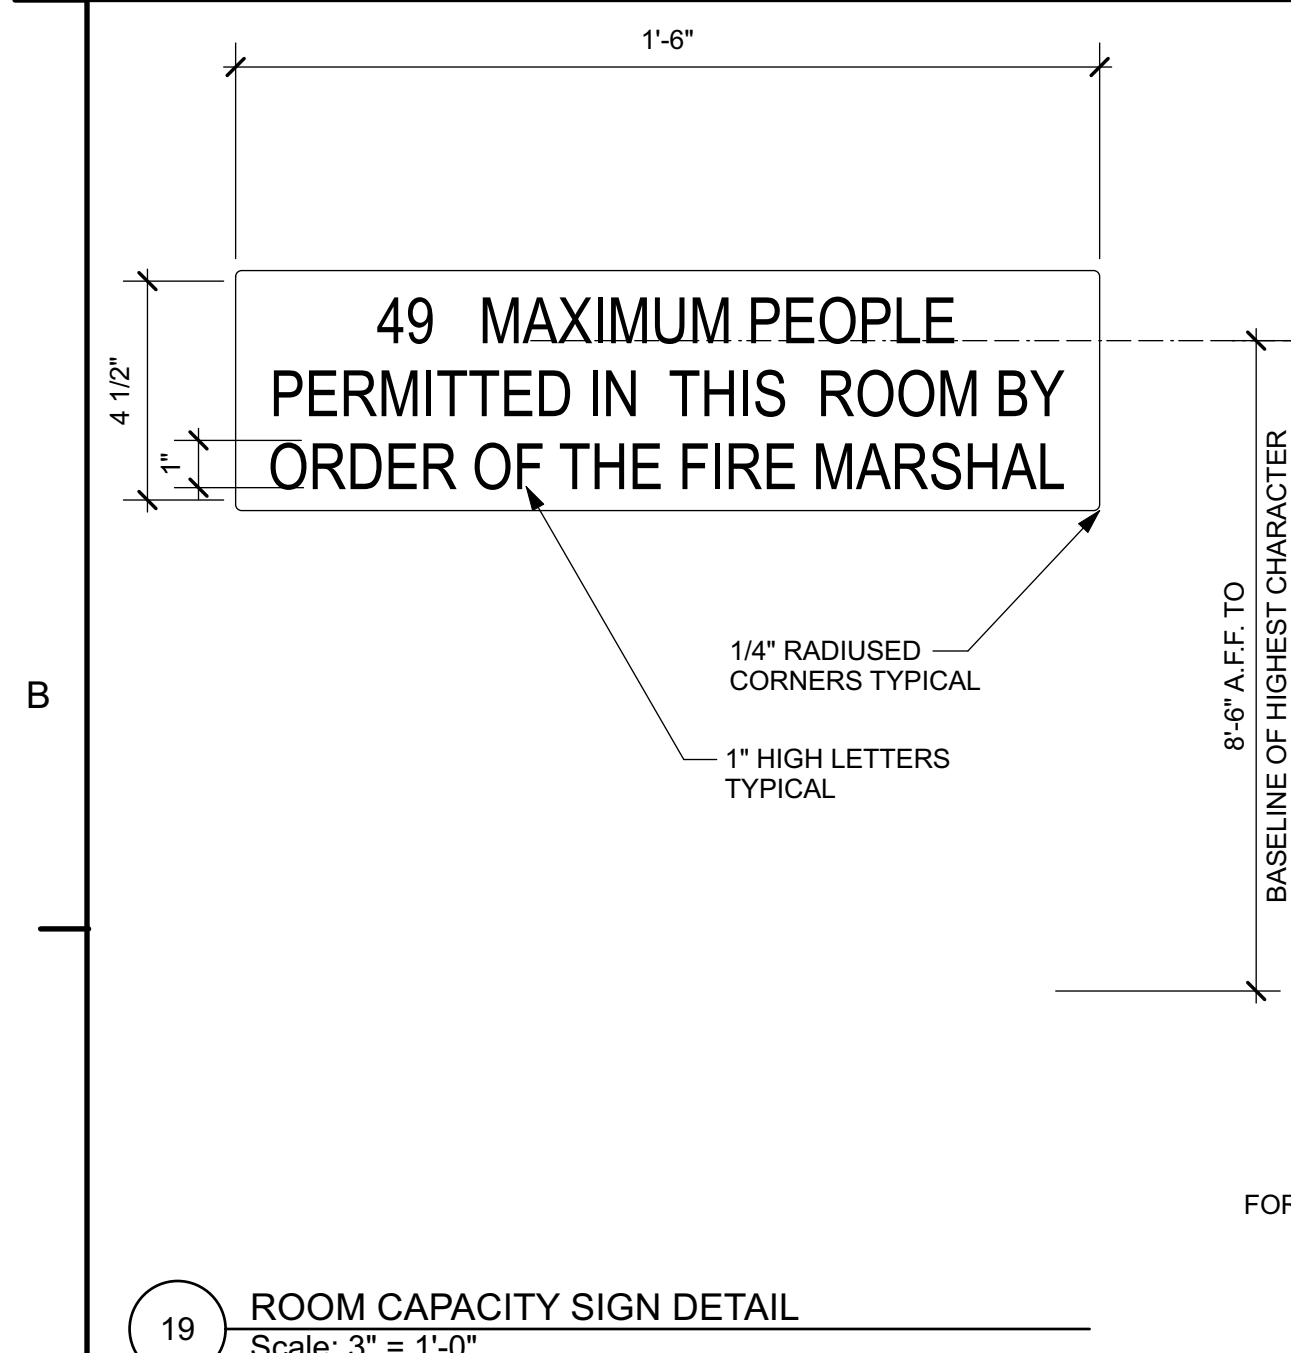 1'-6"
49 MAXIMUM PEOPLE
PERMITTED IN THIS ROOM BY
ORDER OF THE FIRE MARSHAL
4 1/2"
1"
1/4" RADIUSED
CORNERS TYPICAL
1" HIGH LETTERS
TYPICAL
8'-6" A.F.F. TO
BASELINE OF HIGHEST CHARACTER
B
FOR
19
ROOM CAPACITY SIGN DETAIL
Scale: 3" = 1'-0"